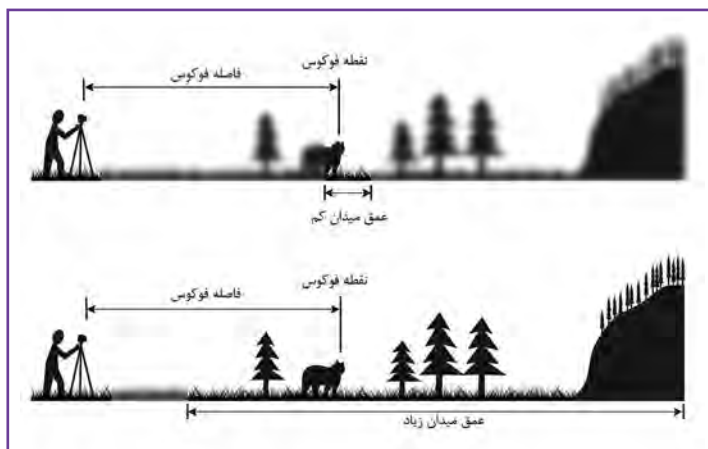 نقطه فوکوس
فاصله فوکوس
عمق میدان کم
نقطه فوکوس
فاصله فوکوس
عمق میدان زیاد